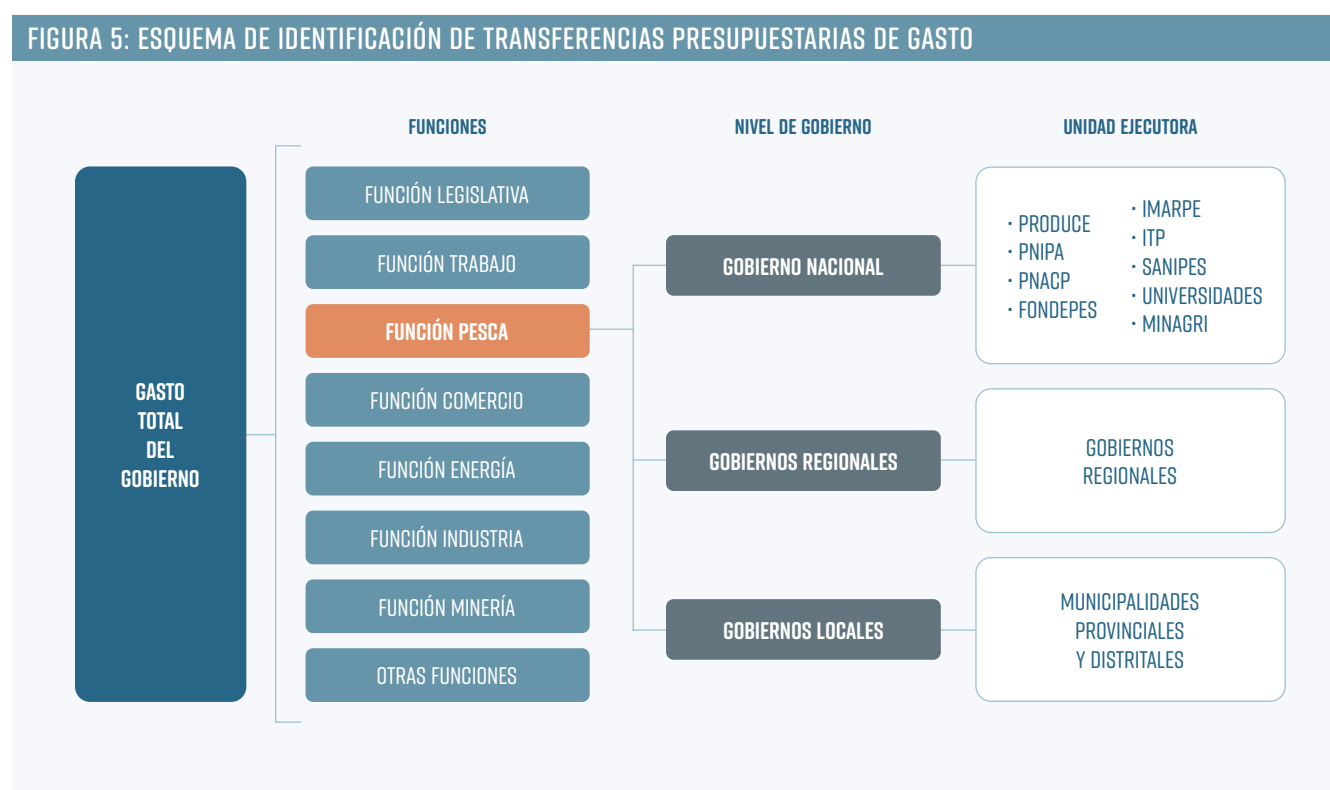 FIGURA 5: ESQUEMA DE IDENTIFICACIÓN DE TRANSFERENCIAS PRESUPUESTARIAS DE GASTO
FUNCIONES
NIVEL DE GOBIERNO
UNIDAD EJECUTORA
GASTO
TOTAL
DEL
GOBIERNO
FUNCIÓN LEGISLATIVA
FUNCIÓN TRABAJO
FUNCIÓN PESCA
FUNCIÓN COMERCIO
FUNCIÓN ENERGÍA
FUNCIÓN INDUSTRIA
FUNCIÓN MINERÍA
OTRAS FUNCIONES
GOBIERNO NACIONAL
GOBIERNOS REGIONALES
GOBIERNOS LOCALES
· PRODUCE
· PNIPA
· PNACP
· FONDEPES
· IMARPE
· ITP
· SANIPES
· UNIVERSIDADES
· MINAGRI
GOBIERNOS
REGIONALES
MUNICIPALIDADES
PROVINCIALES
Y DISTRITALES